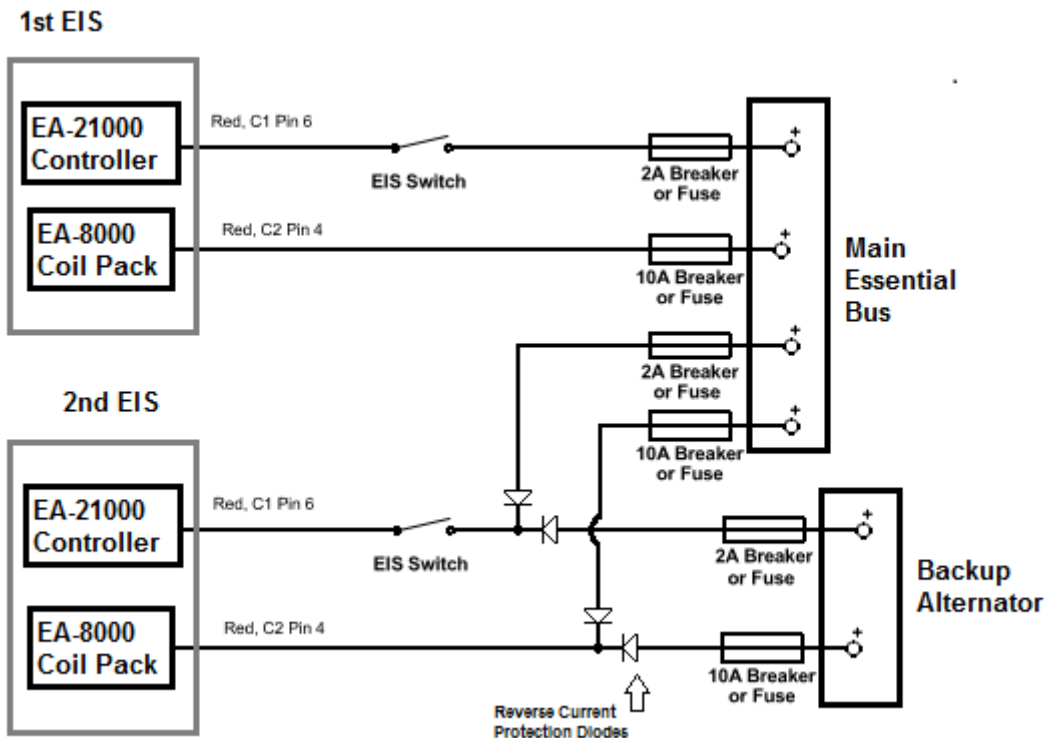 1st EIS
EA-21000
Controller
Red, C1 Pin 6
EIS Switch
2A Breaker
or Fuse
+
EA-8000
Coil Pack
Red, C2 Pin 4
10A Breaker
or Fuse
+
Main
Essential
Bus
2A Breaker
or Fuse
+
10A Breaker
or Fuse
+
2nd EIS
EA-21000
Controller
Red, C1 Pin 6
EIS Switch
2A Breaker
or Fuse
+
Backup
Alternator
EA-8000
Coil Pack
Red, C2 Pin 4
10A Breaker
or Fuse
+
Reverse Current
Protection Diodes